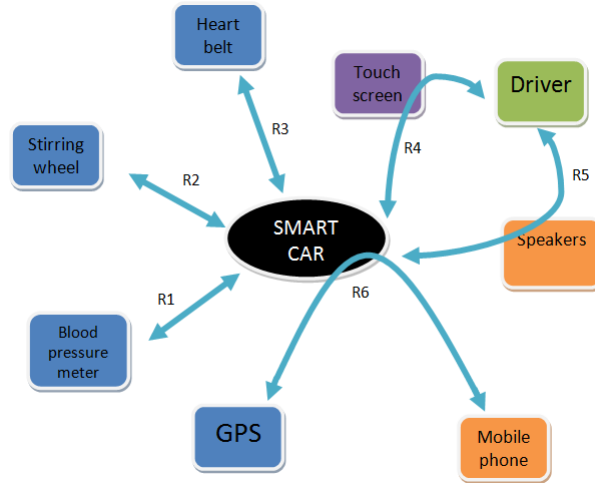 Heart
belt
Touch
screen
Driver
R3
R4
Stirring
wheel
R2
R5
SMART
CAR
Speakers
R1
R6
Blood
pressure
meter
GPS
Mobile
phone